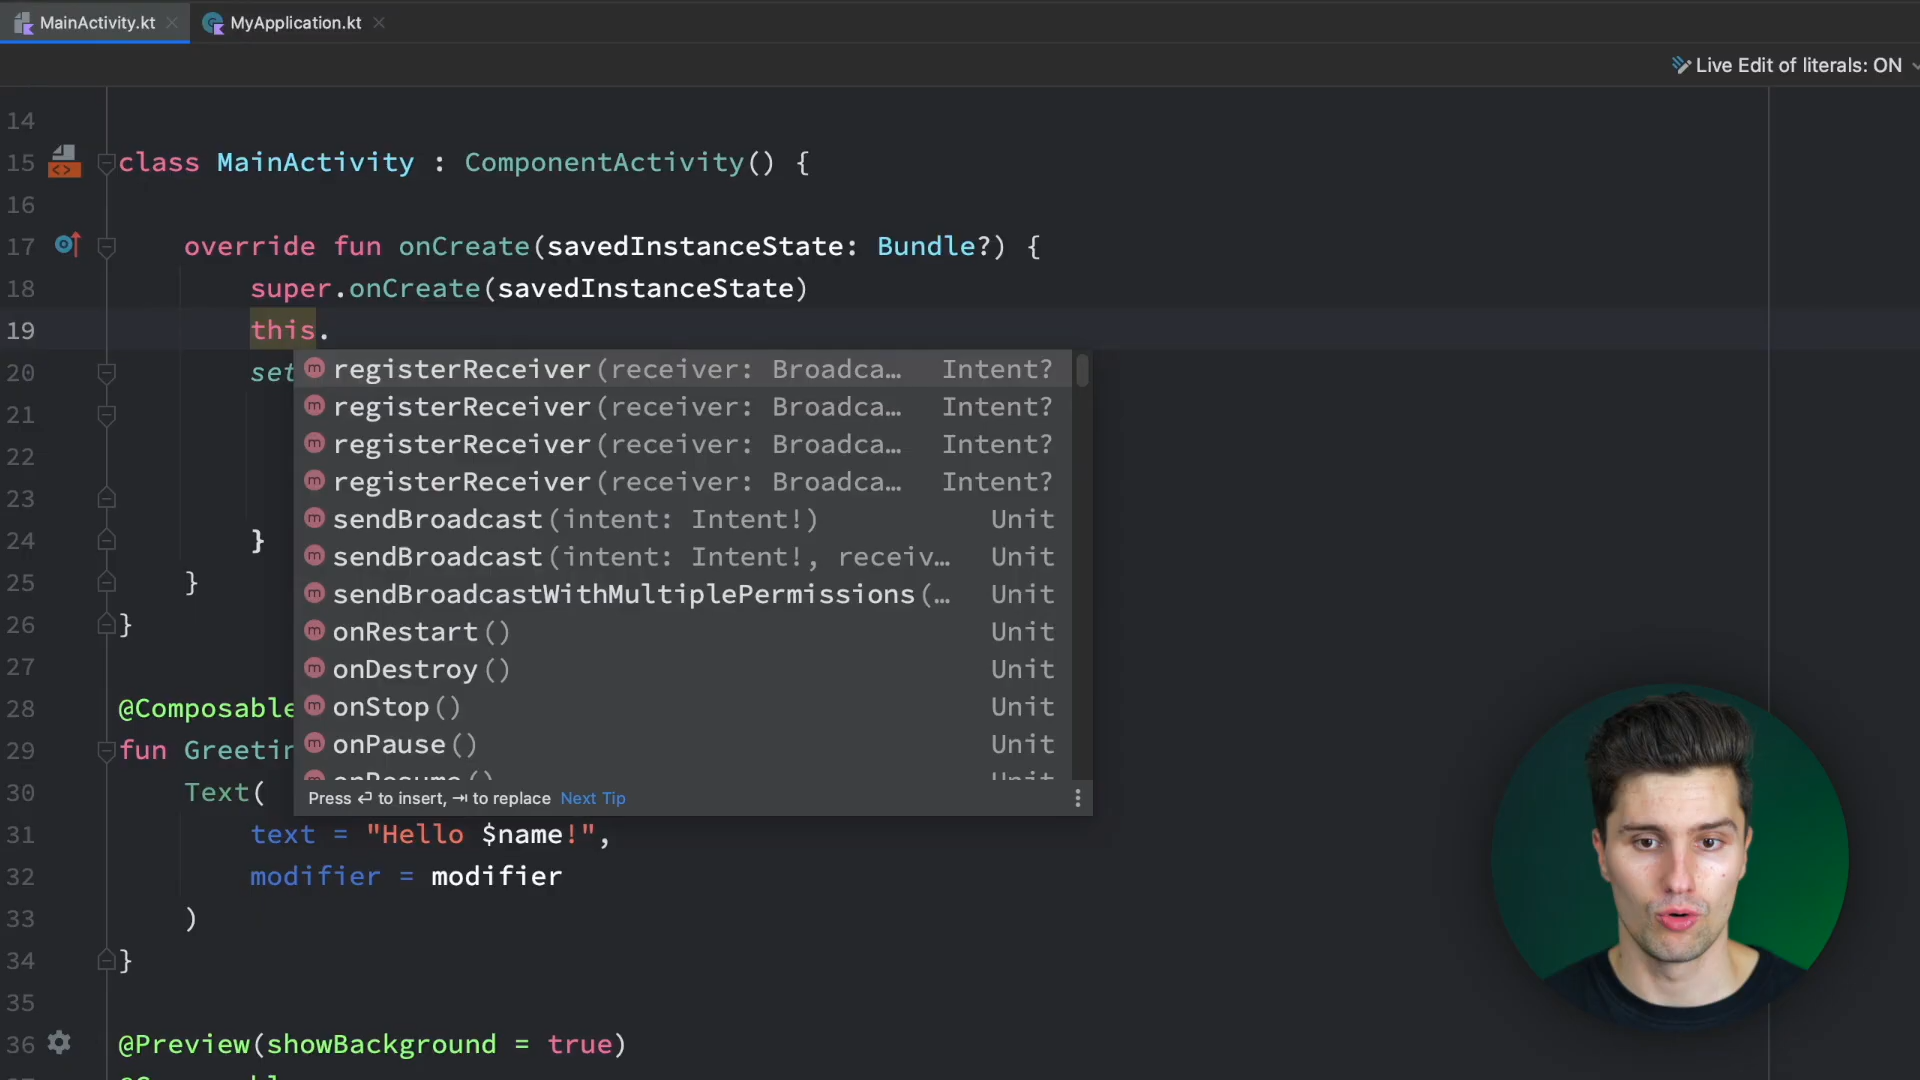 MainActivity.kt
MyApplication.kt
Live Edit of literals: ON
14
15 class MainActivity : ComponentActivity() {
16
17 override fun onCreate(savedInstanceState: Bundle?) {
18 super.onCreate(savedInstanceState)
19 this.
20 set
registerReceiver(receiver: Broadca… Intent?
21
registerReceiver(receiver: Broadca… Intent?
22
registerReceiver(receiver: Broadca… Intent?
23
registerReceiver(receiver: Broadca… Intent?
sendBroadcast(intent: Intent!) Unit
24 }
sendBroadcast(intent: Intent!, receiv… Unit
25 }
sendBroadcastWithMultiplePermissions(… Unit
26 }
onRestart() Unit
27
onDestroy() Unit
28 @Composable
onStop() Unit
29 fun Greetin
onPause() Unit
onResume() Unit
30 Text(
Press ⏎ to insert, ⇥ to replace Next Tip
31 text = "Hello $name!",
32 modifier = modifier
33 )
34 }
35
36 @Preview(showBackground = true)